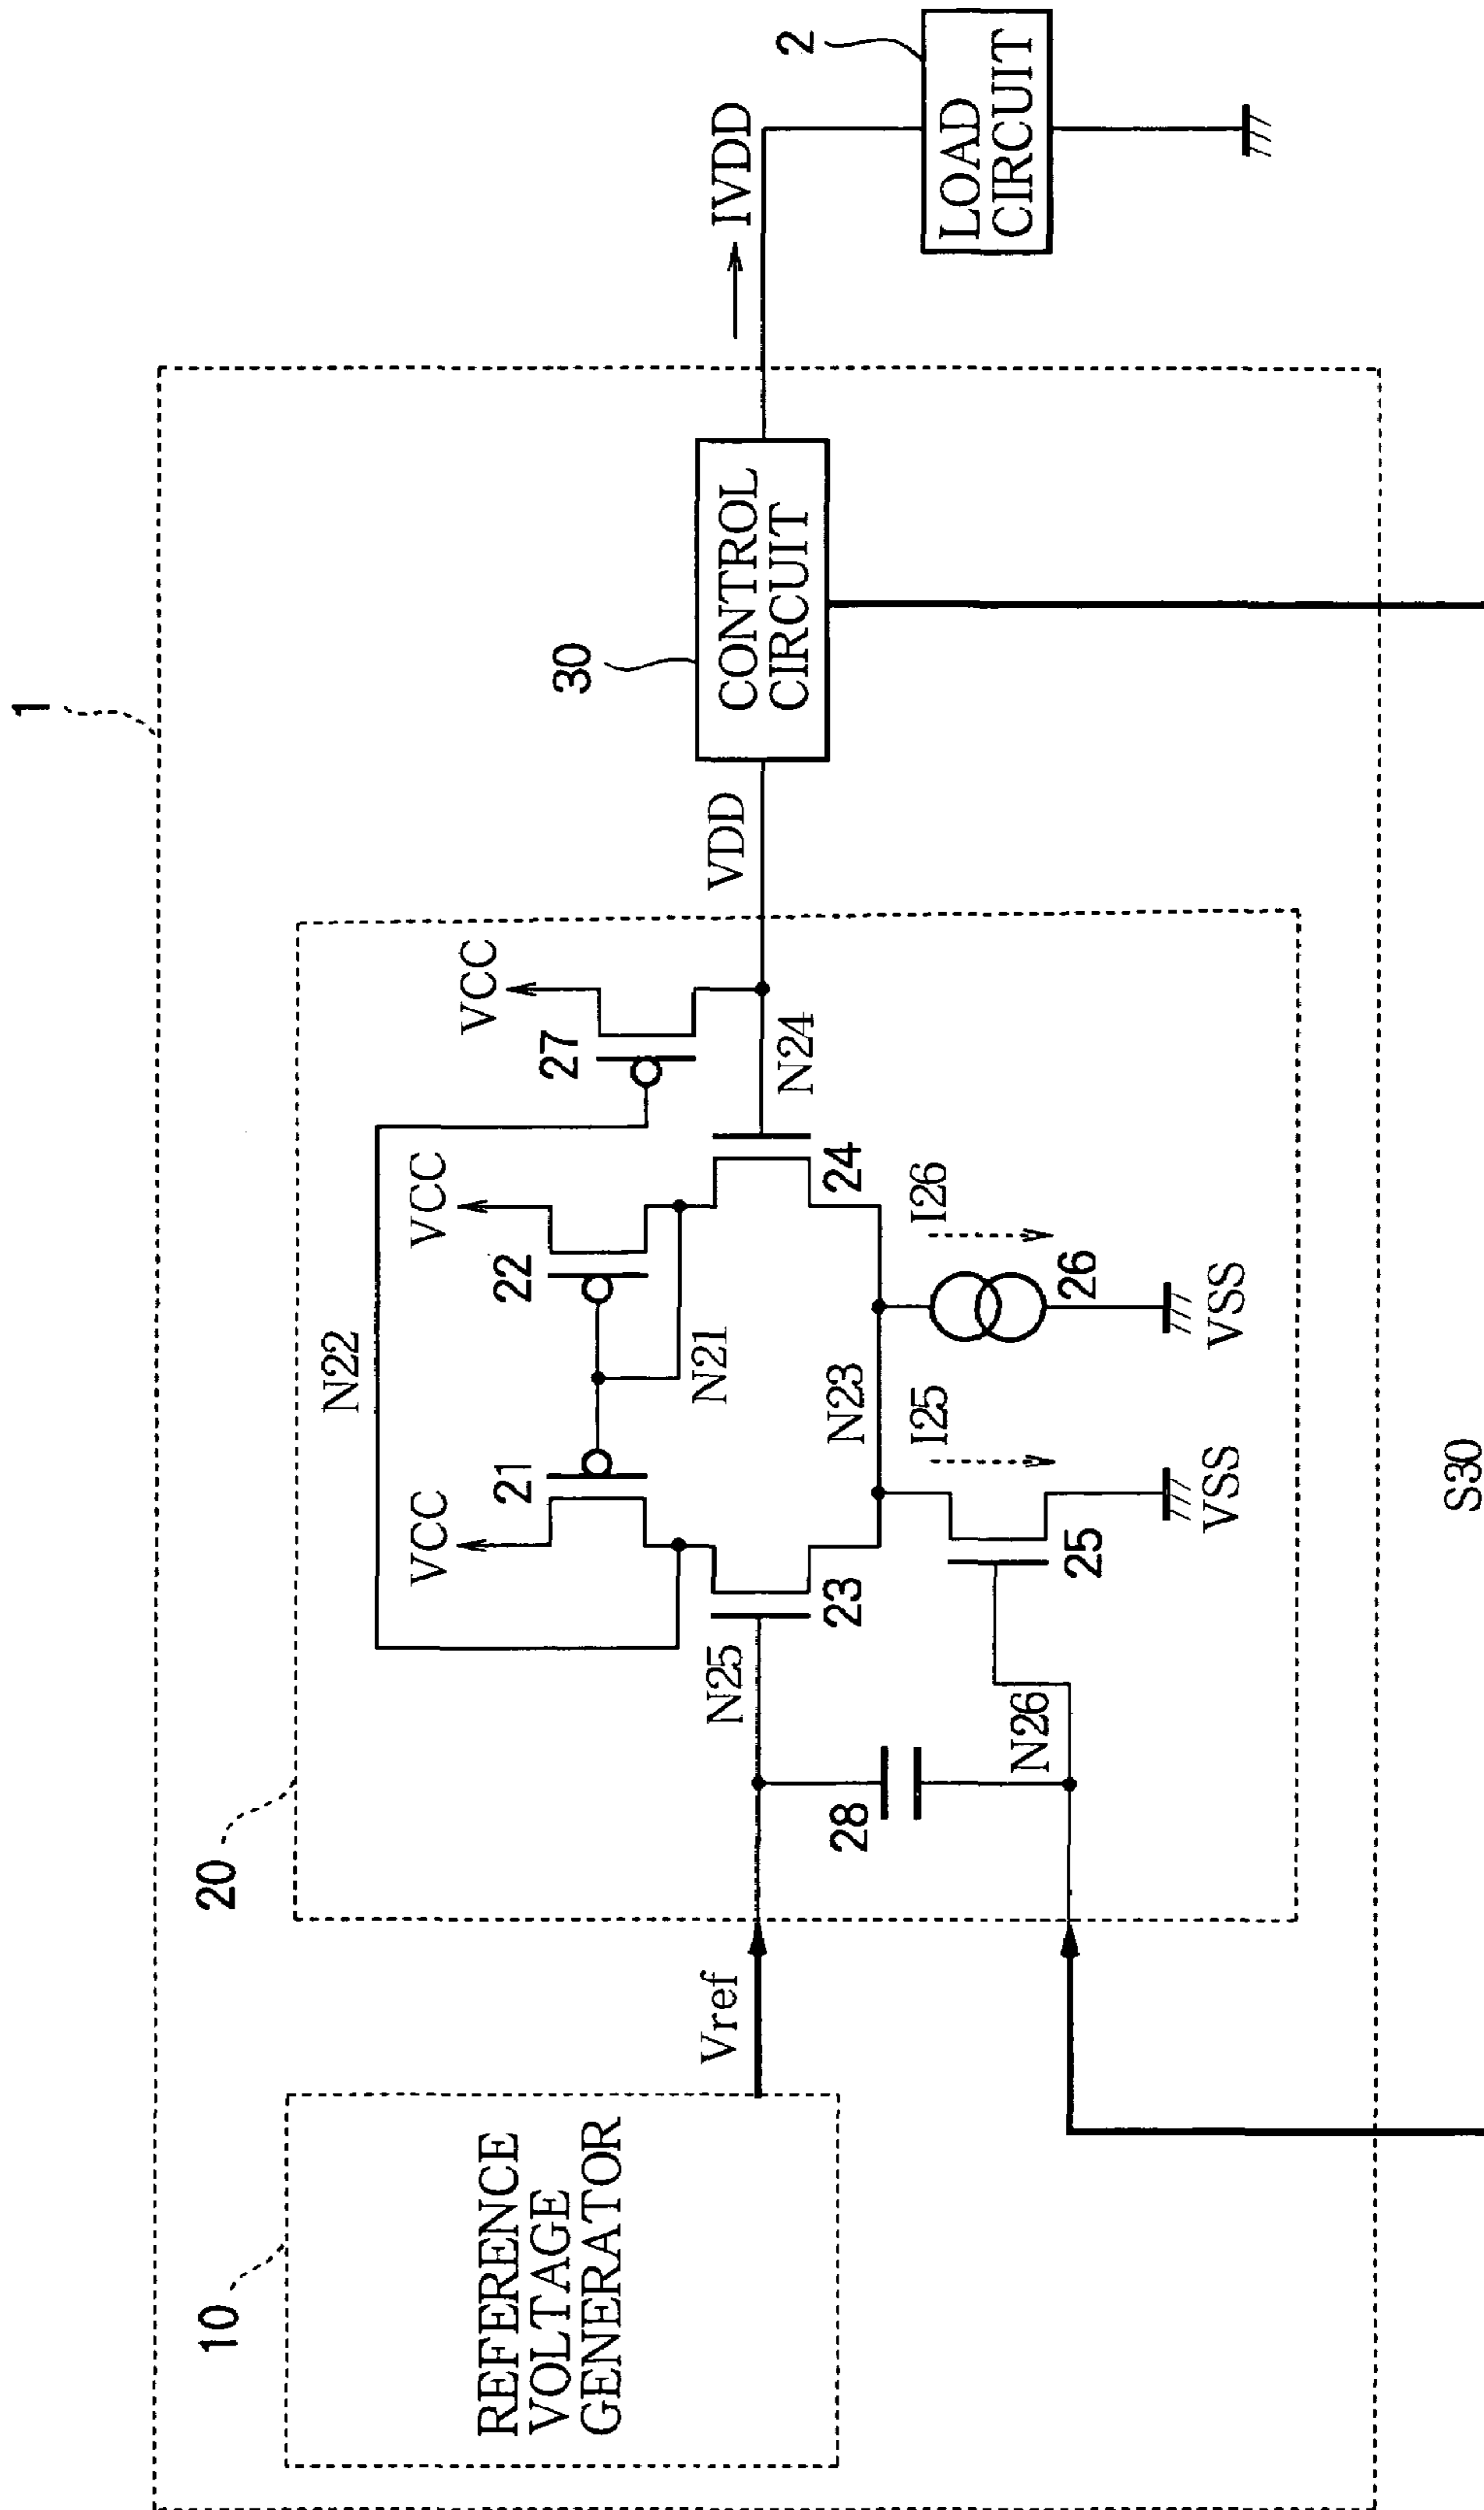 1
10
REFERENCE
VOLTAGE
GENERATOR
Vref
20
N25
28
N26
N22
VCC
21
VCC
22
N21
23
24
N23
I25
25
VSS
I26
26
VSS
VCC
27
N24
VDD
30
CONTROL
CIRCUIT
IVDD
2
LOAD
CIRCUIT
S30